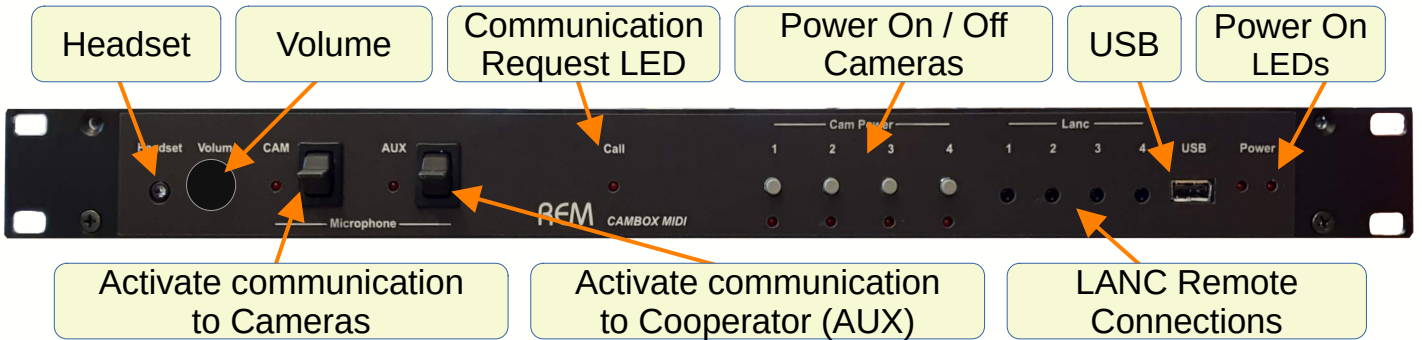 Headset
Volume
Communication
Request LED
Power On / Off
Cameras
USB
Power On
LEDs
Cam Power
Lanc
Headset
Volum
CAM
AUX
Call
1
2
3
4
1
2
3
4
USB
Power
Microphone
RFM
CAMBOX MIDI
Activate communication
to Cameras
Activate communication
to Cooperator (AUX)
LANC Remote
Connections